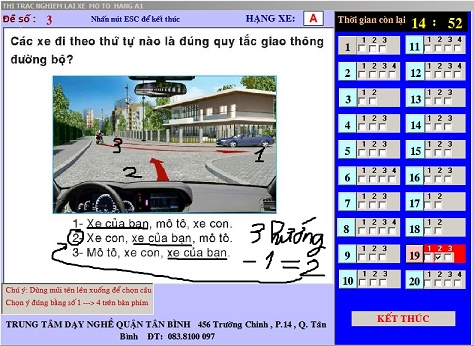 THI TRAC NGHIEM LAI XE MO TO HANG A1
Đề số : 3
Nhấn nút ESC để kết thúc
HẠNG XE: A
Các xe đi theo thứ tự nào là đúng quy tắc giao thông
đường bộ?
3
1
2
1- Xe của bạn, mô tô, xe con.
2- Xe con, xe của bạn, mô tô.
3- Mô tô, xe con, xe của bạn.
3 Phướng
- 1 = 2
Chú ý: Dùng mũi tên lên xuống để chọn câu
Chọn ý đúng bằng số 1 ---> 4 trên bàn phím
TRUNG TÂM DẠY NGHỀ QUẬN TÂN BÌNH 456 Trường Chinh , P.14 , Q. Tân
Bình ĐT: 083.8100 097
Thời gian còn lại 14 : 52
1 1 2 3
2 1 2 3 4
3 1 2
4 1 2 3
5 1 2 3
6 1 2 3
7 1 2 3
8 1 2
9 1 2 3
10 1 2 3 4
11 1 2 3 4
12 1 2 3 4
13 1 2 3
14 1 2 3
15 1 2 3
16 1 2 3
17 1 2 3
18 1 2
19 1 2 3
20 1 2 3 4
KẾT THÚC